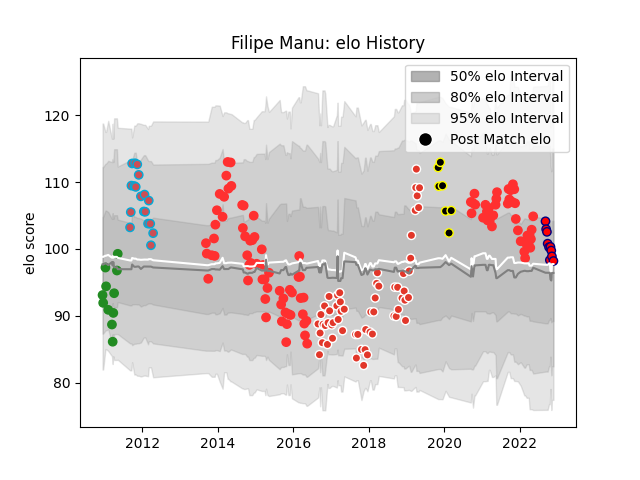 Filipe Manu: elo History
50% elo Interval
80% elo Interval
95% elo Interval
Post Match elo
elo score
120
110
100
90
80
2012
2014
2016
2018
2020
2022